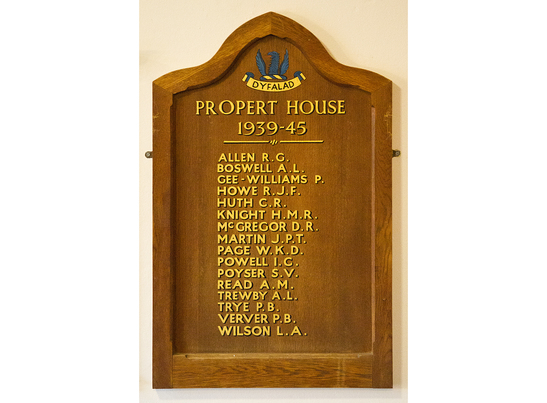 DYFALAD
PROPERT HOUSE
1939-45
ALLEN R.G.
BOSWELL A.L.
GEE-WILLIAMS P.
HOWE R.J.F.
HUTH C.R.
KNIGHT H.M.R.
McGREGOR D.R.
MARTIN J.P.T.
PAGE W.K.D.
POWELL I.C.
POYSER S.V.
READ A.M.
TREWBY A.L.
TRYE P.B.
VERVER P.B.
WILSON L.A.